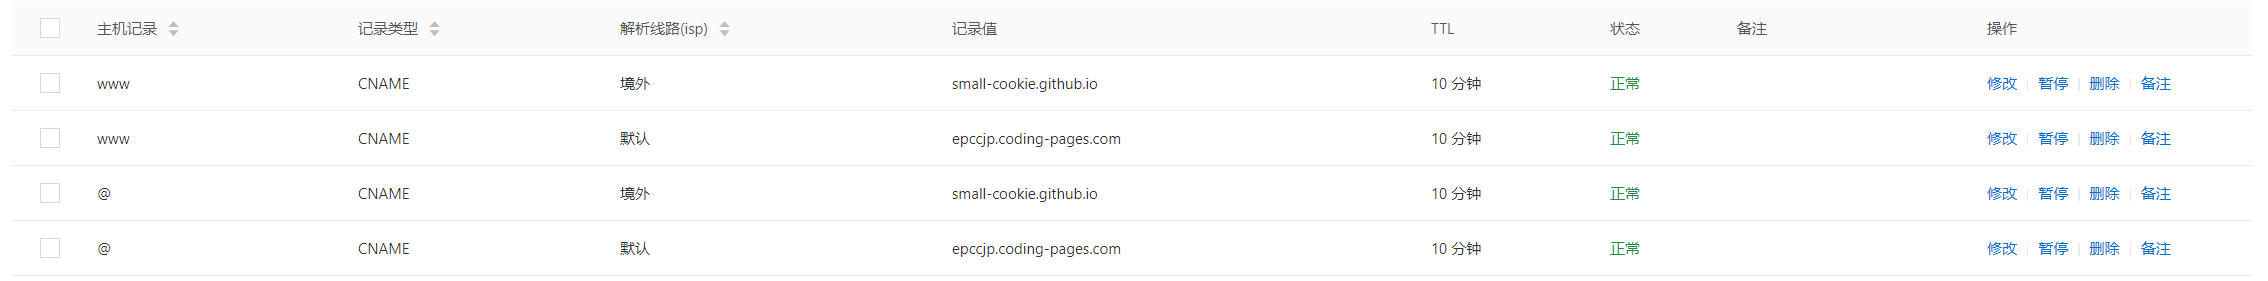 主机记录 记录类型 解析线路(isp) 记录值 TTL 状态 备注 操作
www CNAME 境外 small-cookie.github.io 10 分钟 正常 修改 | 暂停 | 删除 | 备注
www CNAME 默认 epccjp.coding-pages.com 10 分钟 正常 修改 | 暂停 | 删除 | 备注
@ CNAME 境外 small-cookie.github.io 10 分钟 正常 修改 | 暂停 | 删除 | 备注
@ CNAME 默认 epccjp.coding-pages.com 10 分钟 正常 修改 | 暂停 | 删除 | 备注